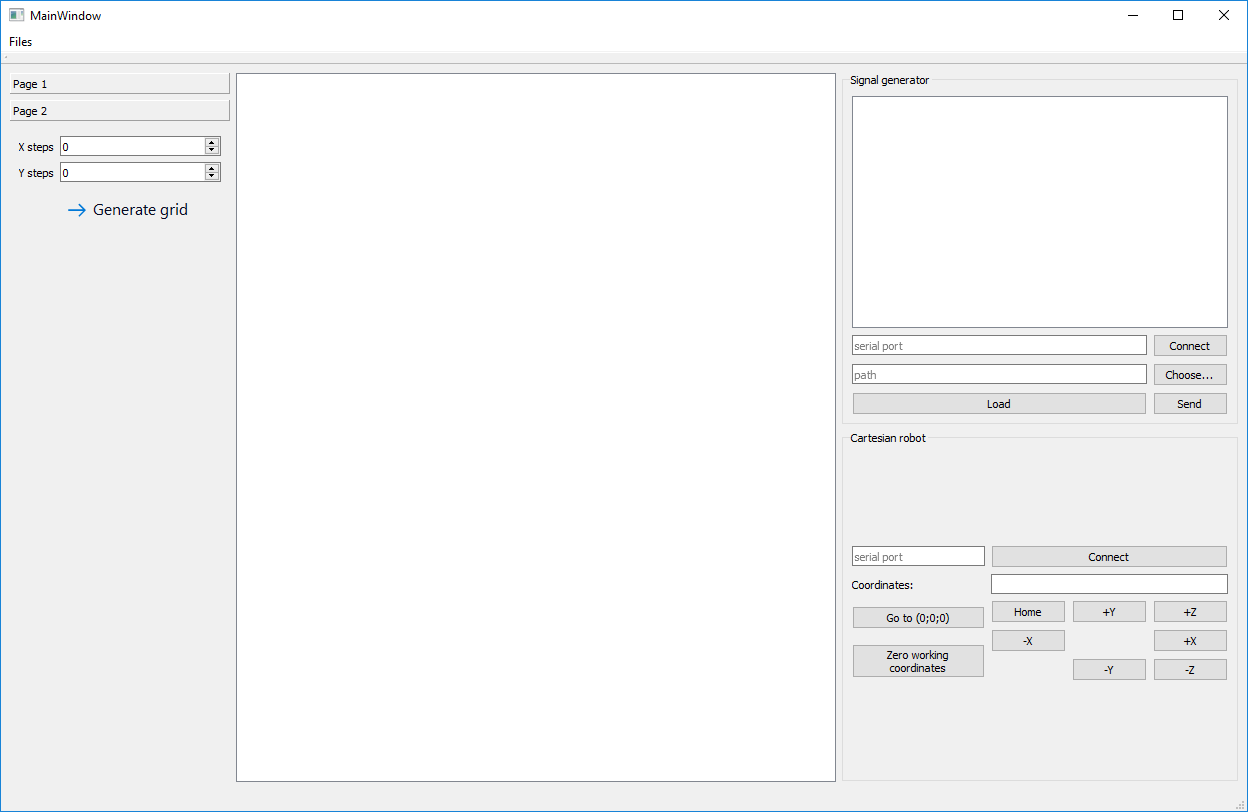 MainWindow
Files
Page 1
Page 2
X steps 0
Y steps 0
Generate grid
Signal generator
serial port Connect
path Choose...
Load Send
Cartesian robot
serial port Connect
Coordinates:
Go to (0;0;0) Home +Y +Z
-X +X
Zero working
coordinates
-Y -Z